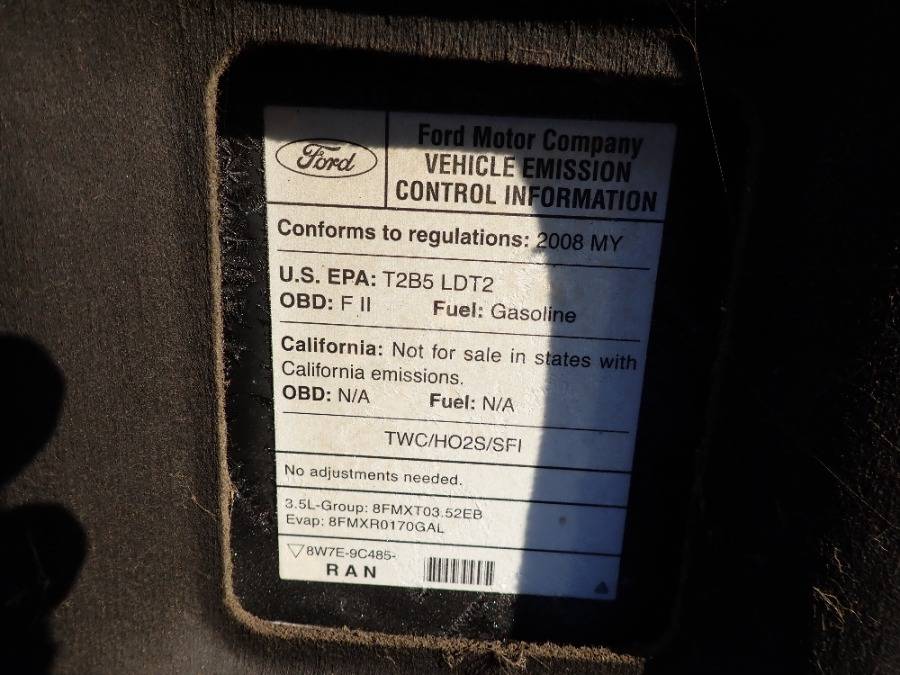 Ford
Ford Motor Company
VEHICLE EMISSION
CONTROL INFORMATION
Conforms to regulations: 2008 MY
U.S. EPA: T2B5 LDT2
OBD: F II Fuel: Gasoline
California: Not for sale in states with
California emissions.
OBD: N/A Fuel: N/A
TWC/HO2S/SFI
No adjustments needed.
3.5L-Group: 8FMXT03.52EB
Evap: 8FMXR0170GAL
8W7E-9C485-
RAN